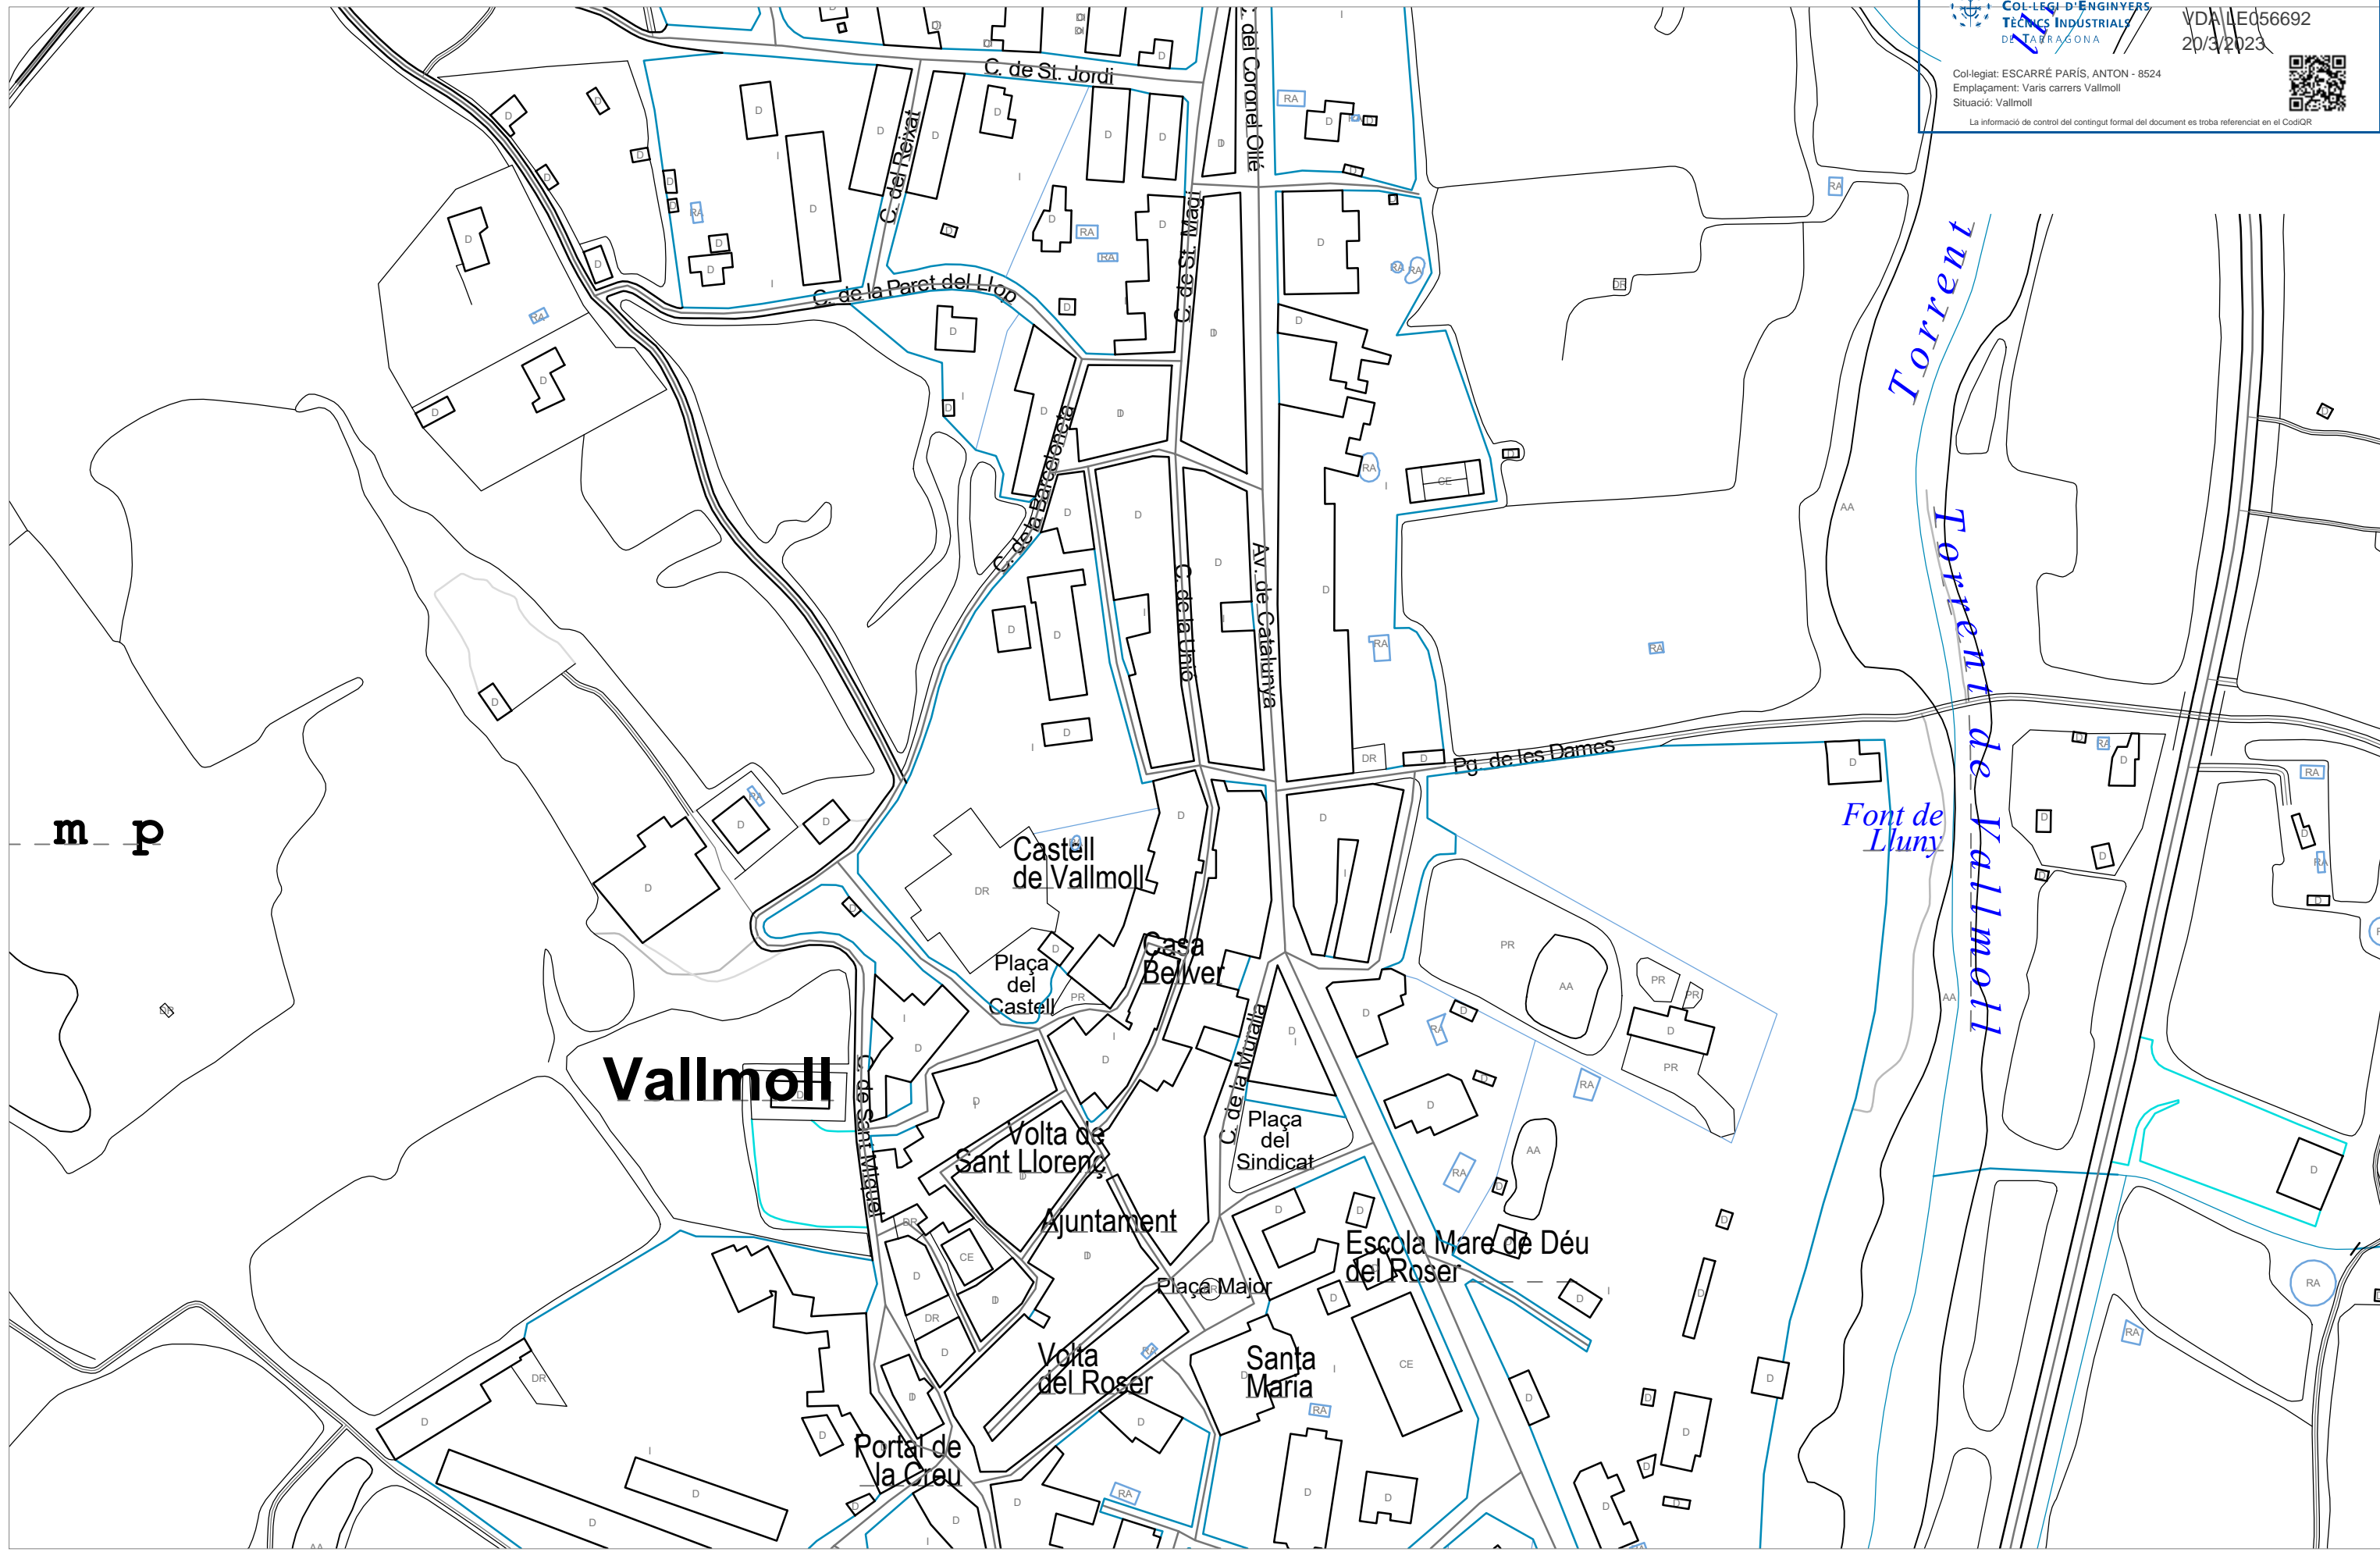 COL·LEGI D'ENGINYERS
TÈCNICS INDUSTRIALS
DE TARRAGONA
VDA LE056692
20/3/2023
Col·legiat: ESCARRÉ PARÍS, ANTON - 8524
Emplaçament: Varis carrers Vallmoll
Situació: Vallmoll
La informació de control del contingut formal del document es troba referenciat en el CodiQR
C. de St. Jordi
C. del Coronel Ollé
C. del Reixat
C. de St. Magí
C. de la Paret del Llop
Torrent
C. de la Barceloneta
C. de la Unió
Av. de Catalunya
Torrent de Vallmoll
Pg. de les Dames
Font de
Lluny
m p
Castell
de Vallmoll
Casa
Bellver
Plaça
del
Castell
C. de la Muralla
Vallmoll
C. de Sant Miquel
Plaça
del
Sindicat
Volta de
Sant Llorenç
Ajuntament
Escola Mare de Déu
del Roser
Plaça Major
Volta
del Roser
Santa
Maria
Portal de
la Creu